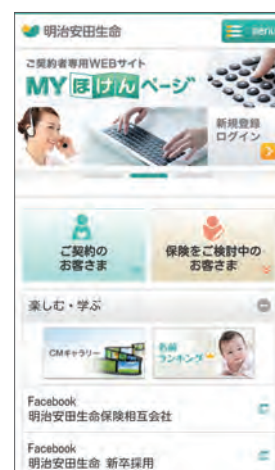 明治安田生命
menu
ご契約者専用WEBサイト
MYほけんページ
新規登録
ログイン
ご契約の
お客さま
保険をご検討中の
お客さま
楽しむ・学ぶ
CMギャラリー
名前
ランキング
Facebook
明治安田生命保険相互会社
Facebook
明治安田生命 新卒採用